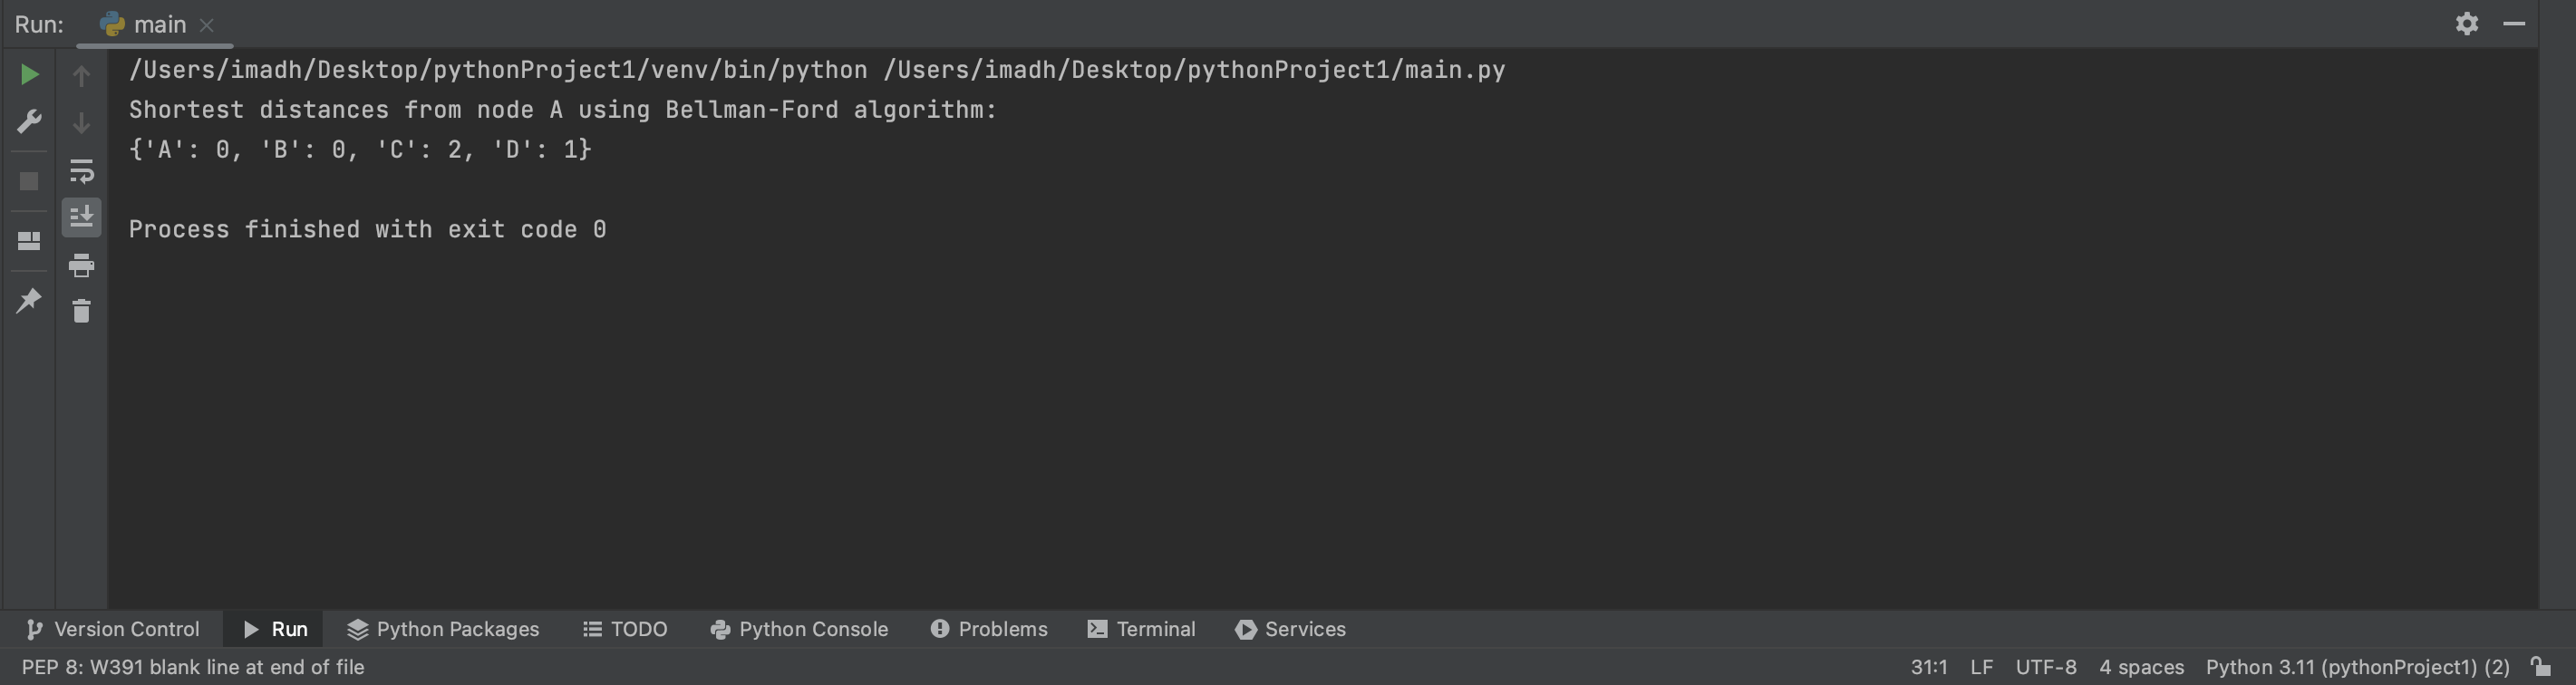 Run: main
/Users/imadh/Desktop/pythonProject1/venv/bin/python /Users/imadh/Desktop/pythonProject1/main.py
Shortest distances from node A using Bellman-Ford algorithm:
{'A': 0, 'B': 0, 'C': 2, 'D': 1}
Process finished with exit code 0
Version Control Run Python Packages TODO Python Console Problems Terminal Services
PEP 8: W391 blank line at end of file 31:1 LF UTF-8 4 spaces Python 3.11 (pythonProject1) (2)